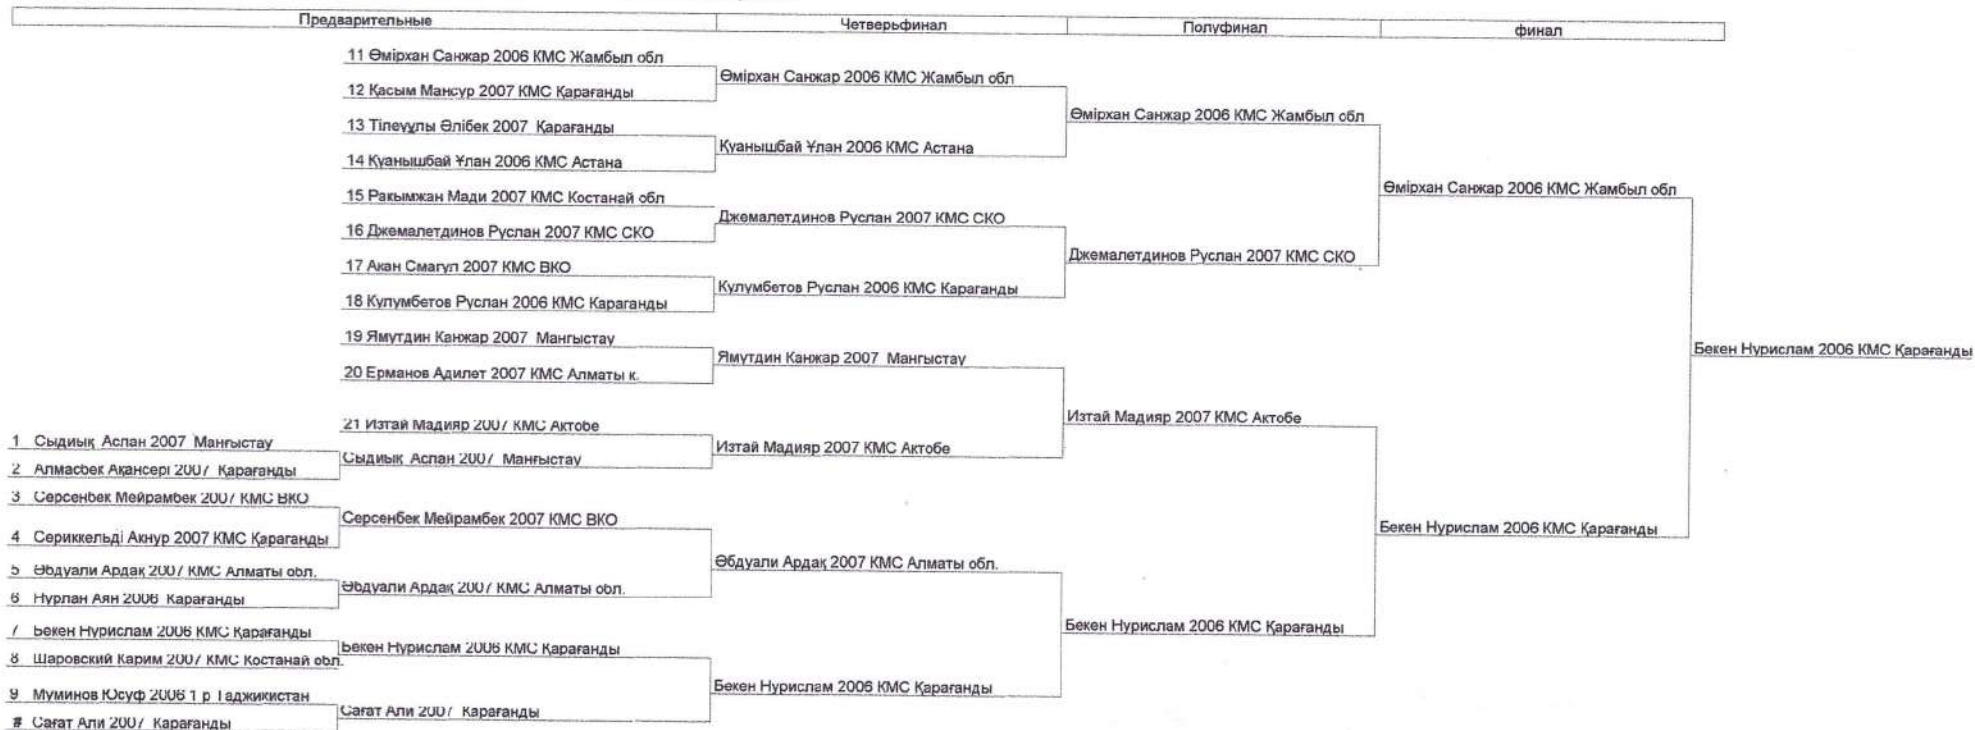 Предварительные
Четверьфинал
Полуфинал
финал
11 Өмірхан Санжар 2006 КМС Жамбыл обл
Өмірхан Санжар 2006 КМС Жамбыл обл
12 Қасым Мансур 2007 КМС Қарағанды
Өмірхан Санжар 2006 КМС Жамбыл обл
13 Тілеуұлы Әлібек 2007 Қарағанды
Қуанышбай Ұлан 2006 КМС Астана
14 Қуанышбай Ұлан 2006 КМС Астана
Өмірхан Санжар 2006 КМС Жамбыл обл
15 Ракымжан Мади 2007 КМС Костанай обл
Джемалетдинов Руслан 2007 КМС СКО
16 Джемалетдинов Руслан 2007 КМС СКО
Джемалетдинов Руслан 2007 КМС СКО
17 Акан Смагул 2007 КМС ВКО
Кулумбетов Руслан 2006 КМС Караганды
18 Кулумбетов Руслан 2006 КМС Караганды
19 Ямутдин Канжар 2007 Мангыстау
Бекен Нурислам 2006 КМС Қарағанды
Ямутдин Канжар 2007 Мангыстау
20 Ерманов Адилет 2007 КМС Алматы к.
Изтай Мадияр 2007 КМС Актобе
21 Изтай Мадияр 2007 КМС Актобе
1 Сыдиық Аслан 2007 Манғыстау
Изтай Мадияр 2007 КМС Актобе
Сыдиық Аслан 2007 Манғыстау
2 Алмасбек Ақансері 2007 Қарағанды
3 Серсенбек Мейрамбек 2007 КМС ВКО
Серсенбек Мейрамбек 2007 КМС ВКО
Бекен Нурислам 2006 КМС Қарағанды
4 Сериккельді Акнур 2007 КМС Қараганды
Әбдуали Ардақ 2007 КМС Алматы обл.
5 Әбдуали Ардақ 2007 КМС Алматы обл.
Әбдуали Ардақ 2007 КМС Алматы обл.
6 Нурлан Аян 2006 Қарағанды
Бекен Нурислам 2006 КМС Қарағанды
7 Бекен Нурислам 2006 КМС Қарағанды
Бекен Нурислам 2006 КМС Қарағанды
8 Шаровский Карим 2007 КМС Костанай обл.
Бекен Нурислам 2006 КМС Қарағанды
9 Муминов Юсуф 2006 1 р Таджикистан
Сағат Али 2007 Қарағанды
# Сағат Али 2007 Қарағанды